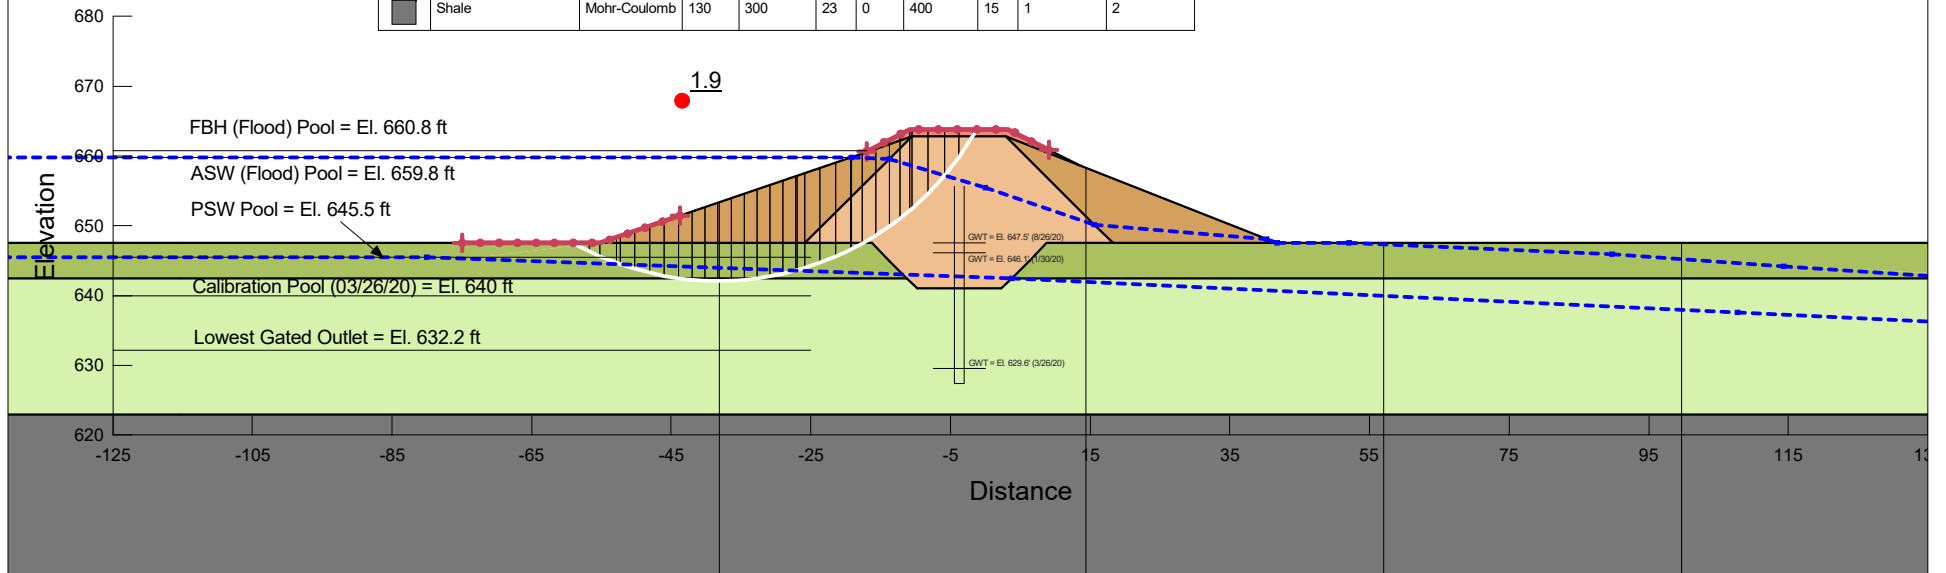 680
Shale Mohr-Coulomb 130 300 23 0 400 15 1 2
670
1.9
FBH (Flood) Pool = El. 660.8 ft
660
ASW (Flood) Pool = El. 659.8 ft
PSW Pool = El. 645.5 ft
650
Elevation
GWT = El. 647.5' (8/26/20)
GWT = El. 646.1' (1/30/20)
Calibration Pool (03/26/20) = El. 640 ft
640
Lowest Gated Outlet = El. 632.2 ft
630
GWT = El. 629.6' (3/26/20)
620
-125 -105 -85 -65 -45 -25 -5 15 35 55 75 95 115
Distance